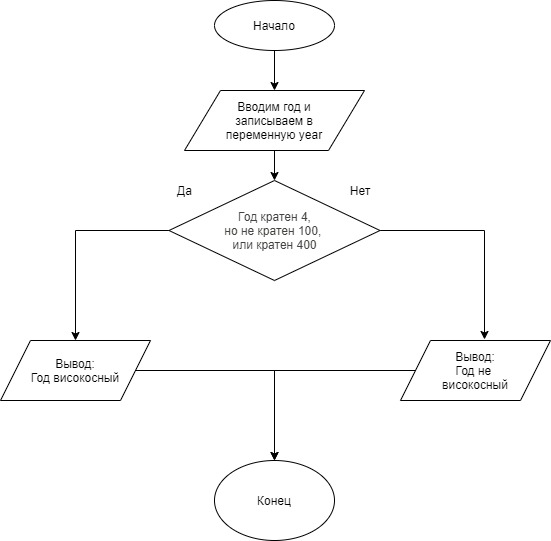 Начало
Вводим год и
записываем в
переменную year
Да
Нет
Год кратен 4,
но не кратен 100,
или кратен 400
Вывод:
Год високосный
Вывод:
Год не
високосный
Конец